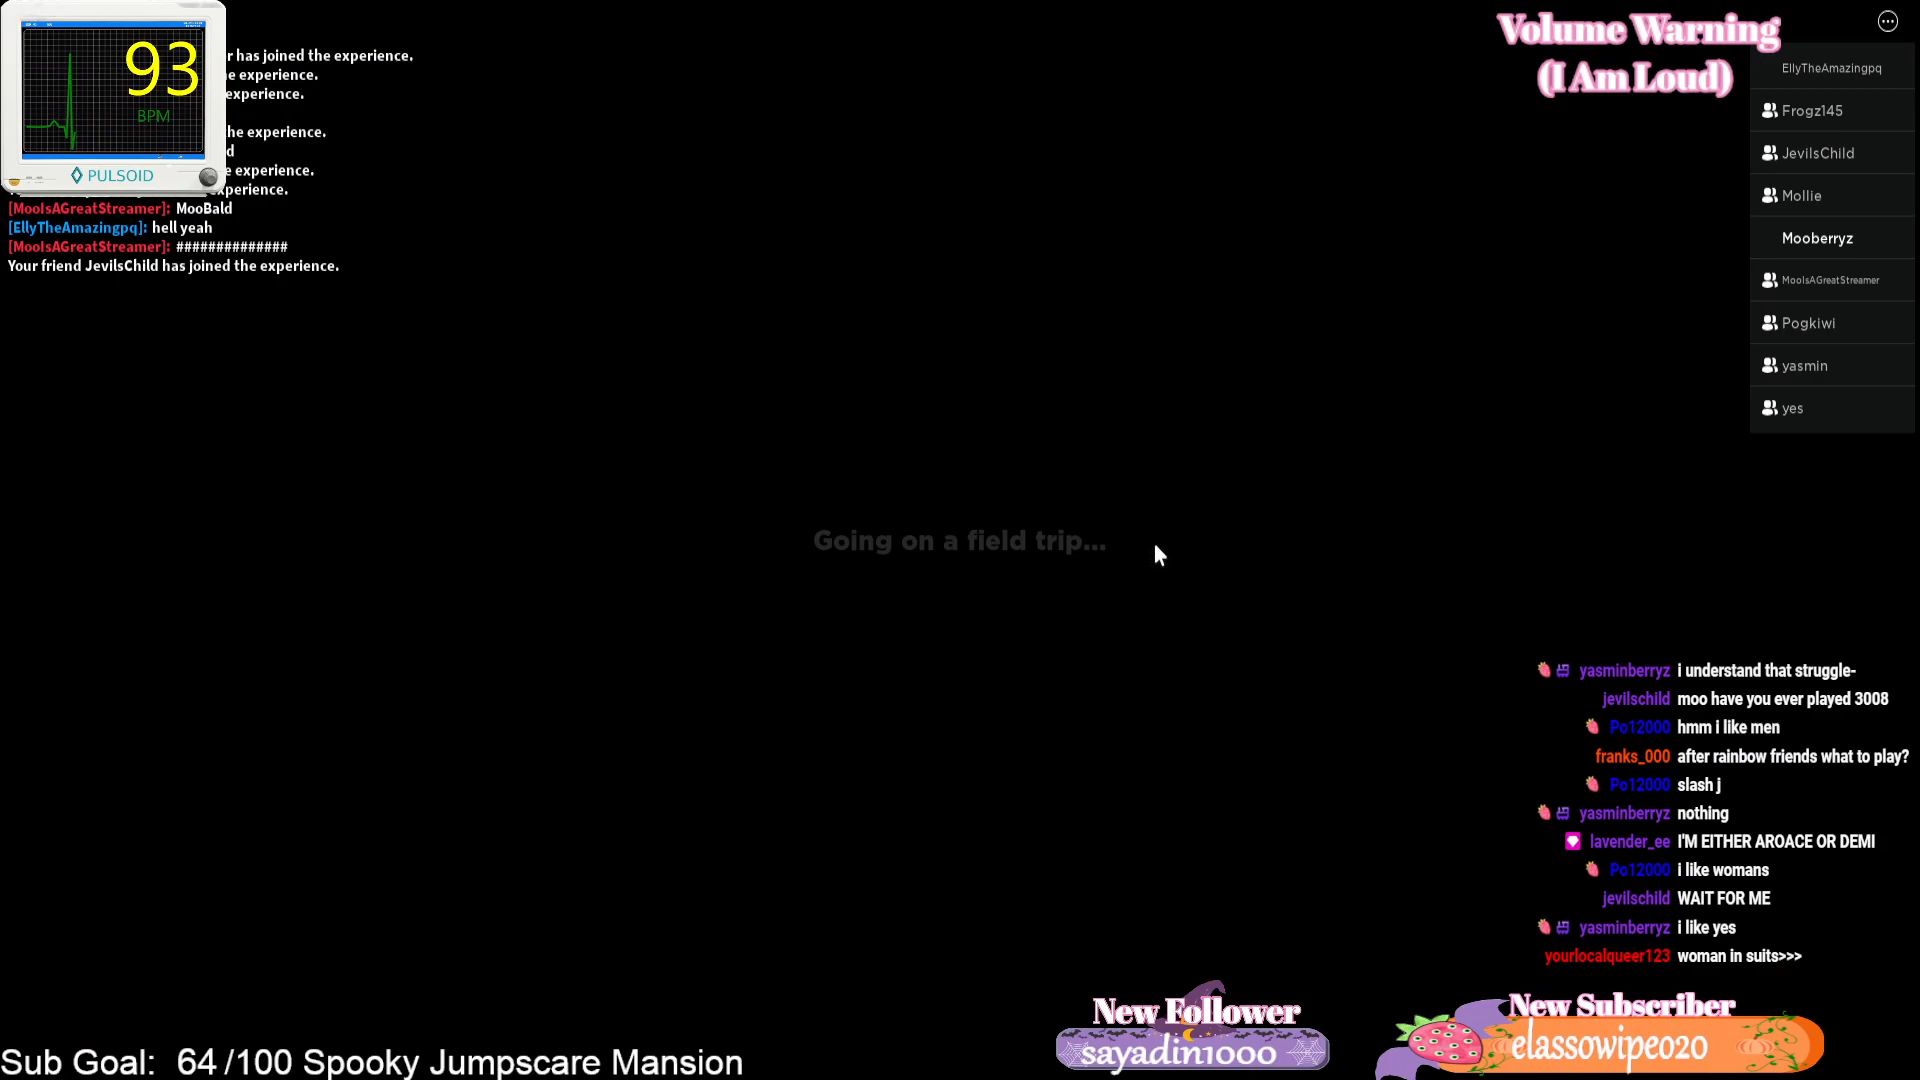 93
BPM
PULSOID
r has joined the experience.
e experience.
experience.
he experience.
d
e experience.
xperience.
[MooIsAGreatStreamer]: MooBald
[EllyTheAmazingpq]: hell yeah
[MooIsAGreatStreamer]: ##############
Your friend JevilsChild has joined the experience.
Volume Warning
(I Am Loud)
EllyTheAmazingpq
Frogz145
JevilsChild
Mollie
Mooberryz
MooIsAGreatStreamer
Pogkiwi
yasmin
yes
Going on a field trip...
yasminberryz i understand that struggle-
jevilschild moo have you ever played 3008
Po12000 hmm i like men
franks_000 after rainbow friends what to play?
Po12000 slash j
yasminberryz nothing
lavender_ee I'M EITHER AROACE OR DEMI
Po12000 i like womans
jevilschild WAIT FOR ME
yasminberryz i like yes
yourlocalqueer123 woman in suits>>>
New Follower
sayadin1000
New Subscriber
elassowipe020
Sub Goal: 64 /100 Spooky Jumpscare Mansion